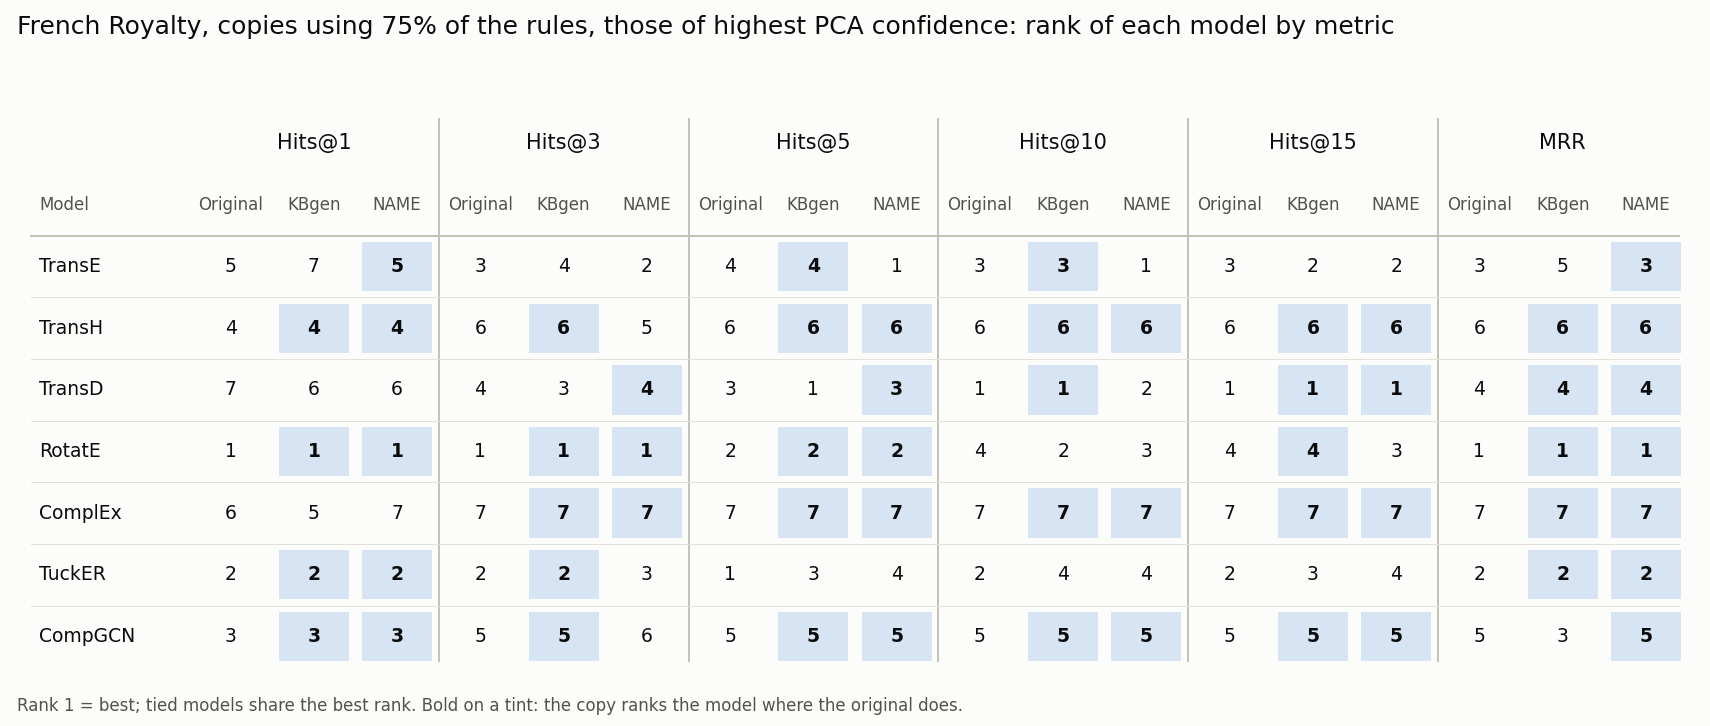 French Royalty, copies using 75% of the rules, those of highest PCA confidence: rank of each model by metric
Hits@1 Hits@3 Hits@5 Hits@10 Hits@15 MRR
Model Original KBgen NAME Original KBgen NAME Original KBgen NAME Original KBgen NAME Original KBgen NAME Original KBgen NAME
TransE 5 7 5 3 4 2 4 4 1 3 3 1 3 2 2 3 5 3
TransH 4 4 4 6 6 5 6 6 6 6 6 6 6 6 6 6 6 6
TransD 7 6 6 4 3 4 3 1 3 1 1 2 1 1 1 4 4 4
RotatE 1 1 1 1 1 1 2 2 2 4 2 3 4 4 3 1 1 1
ComplEx 6 5 7 7 7 7 7 7 7 7 7 7 7 7 7 7 7 7
TuckER 2 2 2 2 2 3 1 3 4 2 4 4 2 3 4 2 2 2
CompGCN 3 3 3 5 5 6 5 5 5 5 5 5 5 5 5 5 3 5
Rank 1 = best; tied models share the best rank. Bold on a tint: the copy ranks the model where the original does.